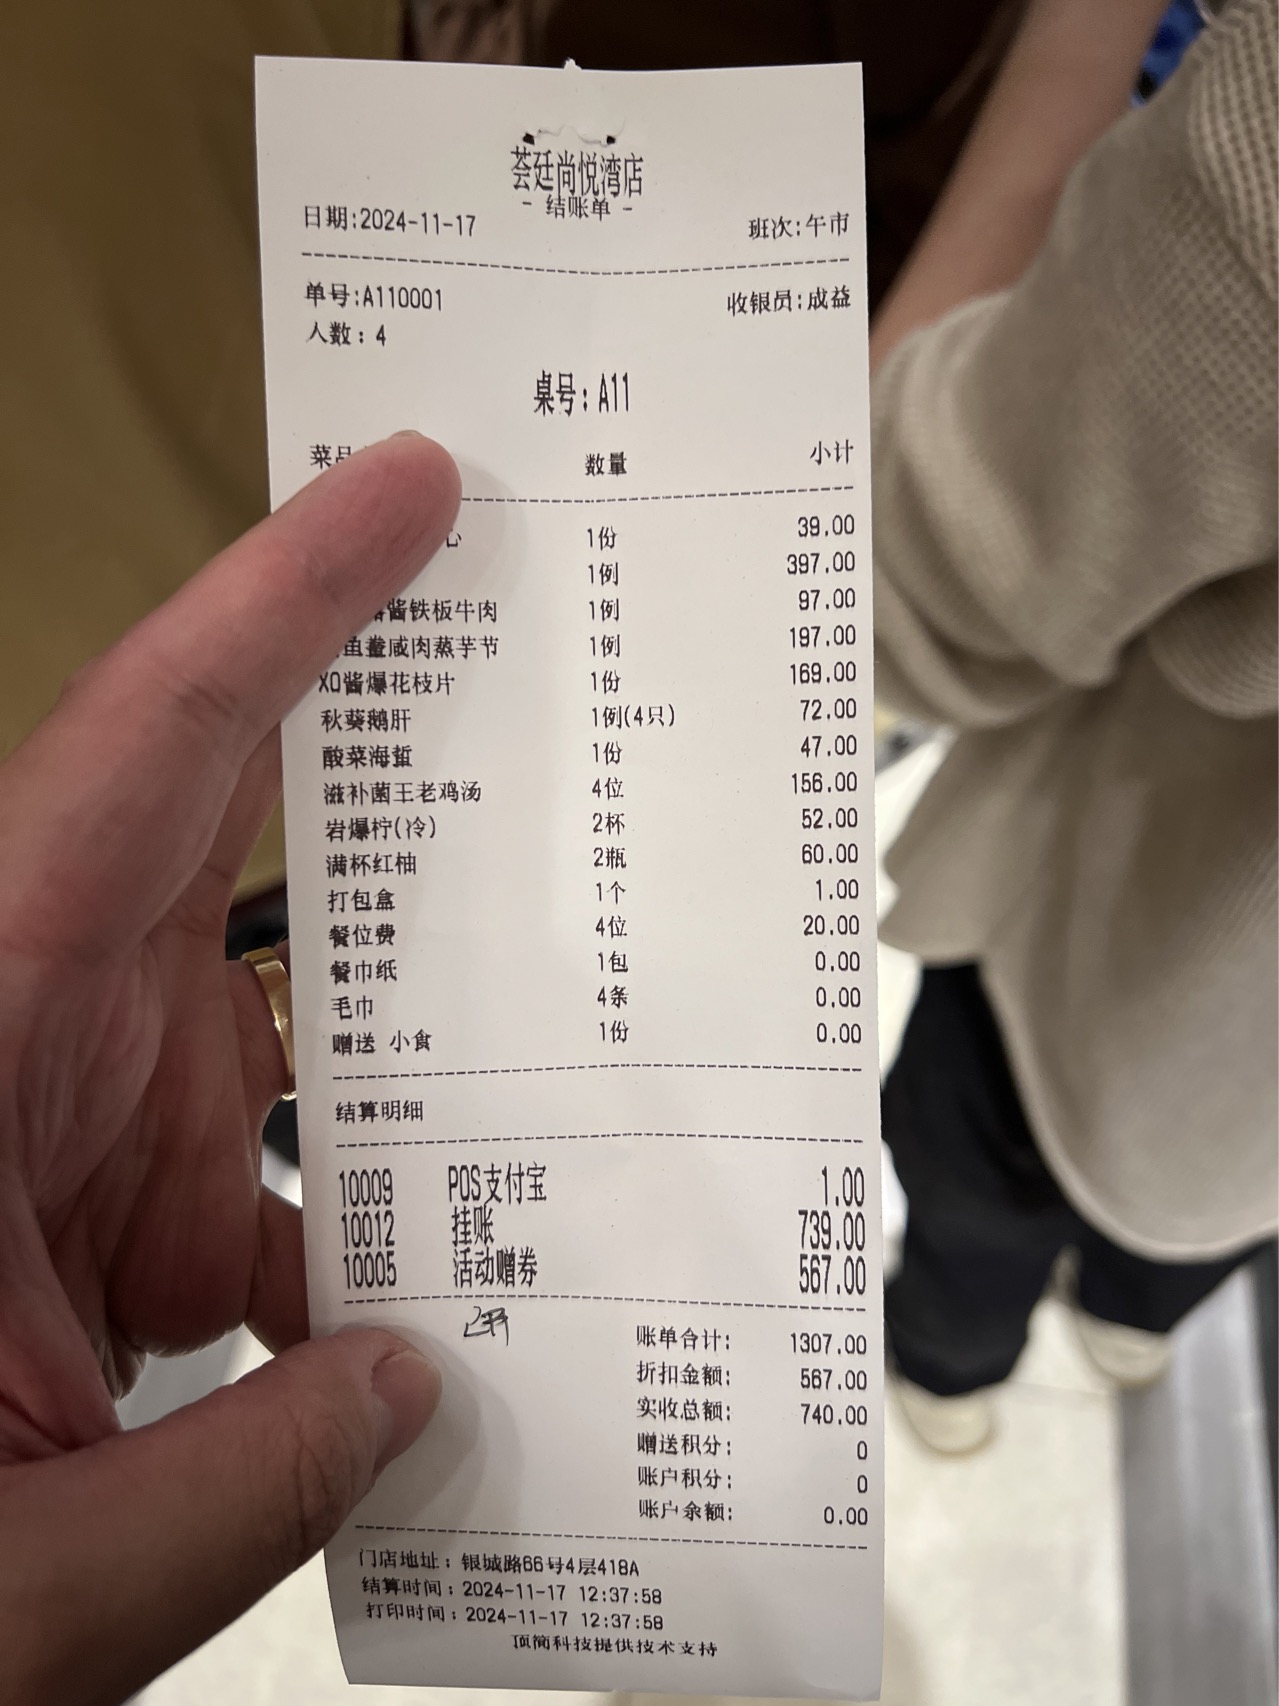 荟廷尚悦湾店
- 结账单 -
日期:2024-11-17 班次:午市
单号:A110001 收银员:成益
人数: 4
桌号: A11
菜品 数量 小计
心 1份 39.00
1例 397.00
酱铁板牛肉 1例 97.00
鱼鲞咸肉蒸芋节 1例 197.00
XO酱爆花枝片 1份 169.00
秋葵鹅肝 1例(4只) 72.00
酸菜海蜇 1份 47.00
滋补菌王老鸡汤 4位 156.00
岩爆柠(冷) 2杯 52.00
满杯红柚 2瓶 60.00
打包盒 1个 1.00
餐位费 4位 20.00
餐巾纸 1包 0.00
毛巾 4条 0.00
赠送 小食 1份 0.00
结算明细
10009 POS支付宝 1.00
10012 挂账 739.00
10005 活动赠券 567.00
账单合计: 1307.00
折扣金额: 567.00
实收总额: 740.00
赠送积分: 0
账户积分: 0
账户余额: 0.00
门店地址: 银城路66号4层418A
结算时间: 2024-11-17 12:37:58
打印时间: 2024-11-17 12:37:58
顶简科技提供技术支持